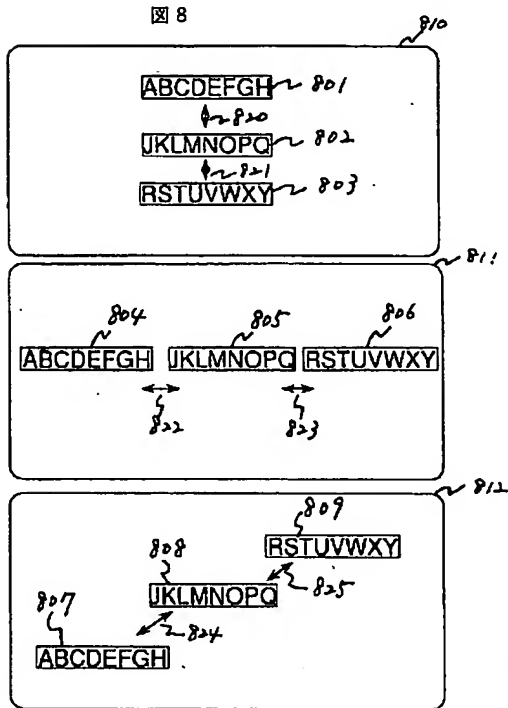 図 8
810
ABCDEFGH 801
820
JKLMNOPQ 802
821
RSTUVWXY 803
811
804 805 806
ABCDEFGH JKLMNOPQ RSTUVWXY
822 823
812
809
RSTUVWXY
808
825
JKLMNOPQ
807
824
ABCDEFGH